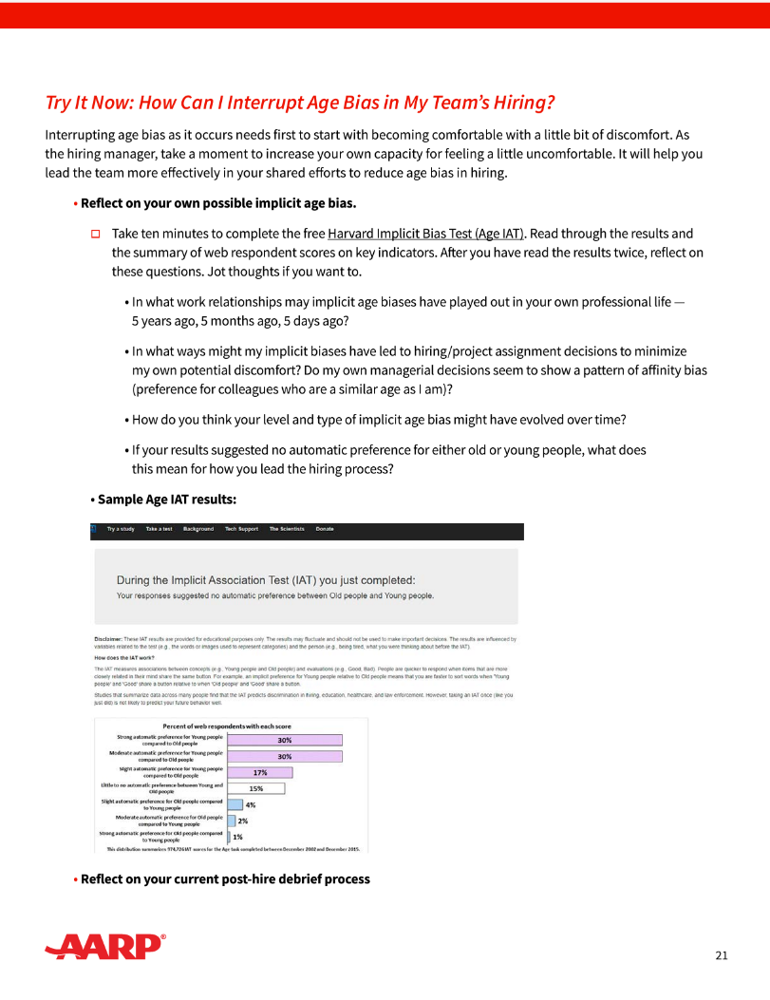 Try It Now: How Can I Interrupt Age Bias in My Team's Hiring?
Interrupting age bias as it occurs needs first to start with becoming comfortable with a little bit of discomfort. As
the hiring manager, take a moment to increase your own capacity for feeling a little uncomfortable. It will help you
lead the team more effectively in your shared efforts to reduce age bias in hiring.
• Reflect on your own possible implicit age bias.
□ Take ten minutes to complete the free Harvard Implicit Bias Test (Age IAT). Read through the results and
the summary of web respondent scores on key indicators. After you have read the results twice, reflect on
these questions. Jot thoughts if you want to.
• In what work relationships may implicit age biases have played out in your own professional life —
5 years ago, 5 months ago, 5 days ago?
• In what ways might my implicit biases have led to hiring/project assignment decisions to minimize
my own potential discomfort? Do my own managerial decisions seem to show a pattern of affinity bias
(preference for colleagues who are a similar age as I am)?
• How do you think your level and type of implicit age bias might have evolved over time?
• If your results suggested no automatic preference for either old or young people, what does
this mean for how you lead the hiring process?
• Sample Age IAT results:
Try a study Take a test Background Tech Support The Scientists Donate
During the Implicit Association Test (IAT) you just completed:
Your responses suggested no automatic preference between Old people and Young people.
Disclaimer: These IAT results are provided for educational purposes only. The results may fluctuate and should not be used to make important decisions. The results are influenced by
variables related to the test (e.g., the words or images used to represent categories) and the person (e.g., being tired, what you were thinking about before the IAT).
How does the IAT work?
The IAT measures associations between concepts (e.g., Young people and Old people) and evaluations (e.g., Good, Bad). People are quicker to respond when items that are more
closely related in their mind share the same button. For example, an implicit preference for Young people relative to Old people means that you are faster to sort words when 'Young
people' and 'Good' share a button relative to when 'Old people' and 'Good' share a button.
Studies that summarize data across many people find that the IAT predicts discrimination in hiring, education, healthcare, and law enforcement. However, taking an IAT once (like you
just did) is not likely to predict your future behavior well.
Percent of web respondents with each score
Strong automatic preference for Young people
compared to Old people
30%
Moderate automatic preference for Young people
compared to Old people
30%
Slight automatic preference for Young people
compared to Old people
17%
Little to no automatic preference between Young and
Old people
15%
Slight automatic preference for Old people compared
to Young people
4%
Moderate automatic preference for Old people
compared to Young people
2%
Strong automatic preference for Old people compared
to Young people
1%
This distribution summarizes 974,726 IAT scores for the Age task completed between December 2002 and December 2015.
• Reflect on your current post-hire debrief process
AARP®
21